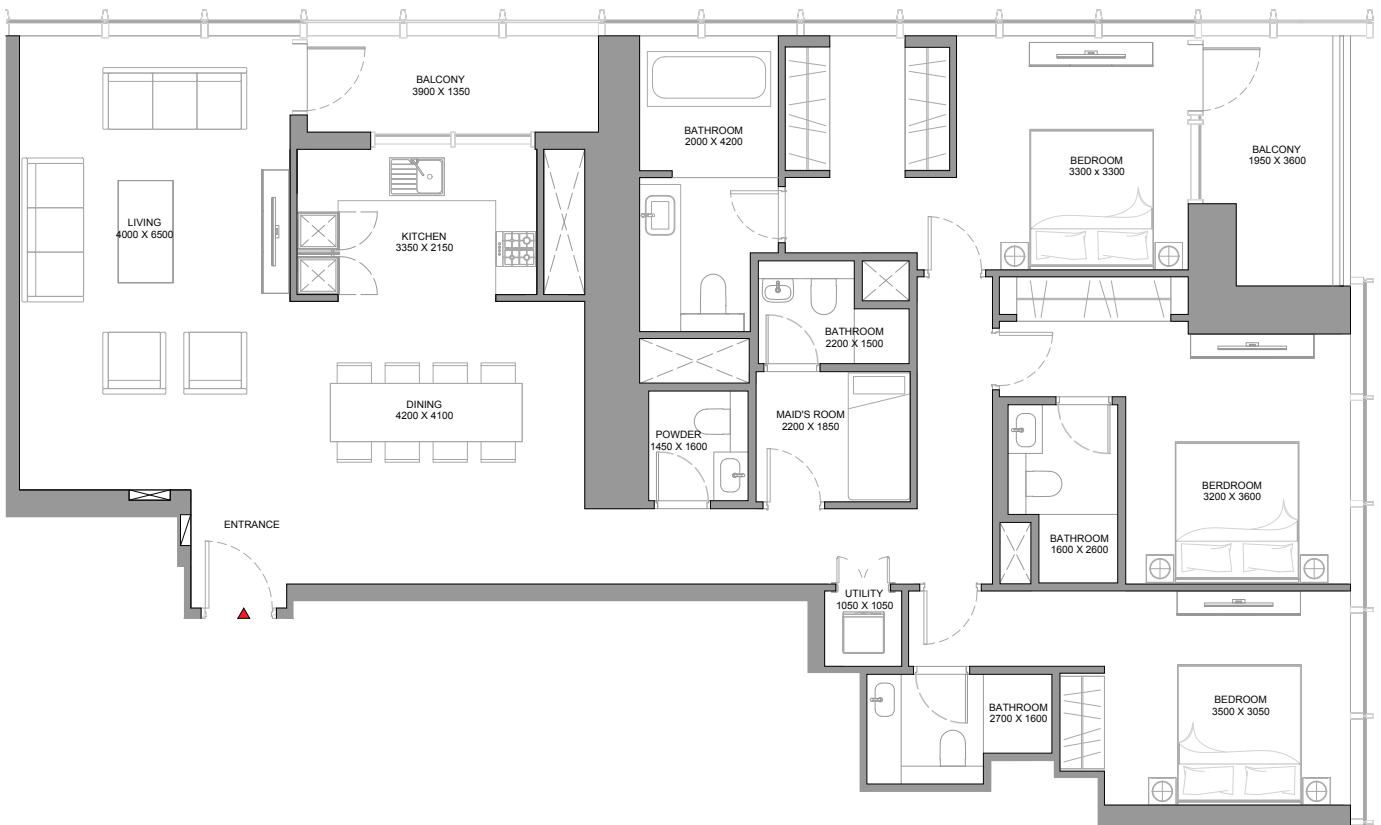 BALCONY
3900 X 1350
BATHROOM
2000 X 4200
BEDROOM
3300 x 3300
BALCONY
1950 X 3600
LIVING
4000 X 6500
KITCHEN
3350 X 2150
BATHROOM
2200 X 1500
DINING
4200 X 4100
MAID'S ROOM
2200 X 1850
POWDER
1450 X 1600
BERDROOM
3200 X 3600
ENTRANCE
BATHROOM
1600 X 2600
UTILITY
1050 X 1050
BEDROOM
3500 X 3050
BATHROOM
2700 X 1600